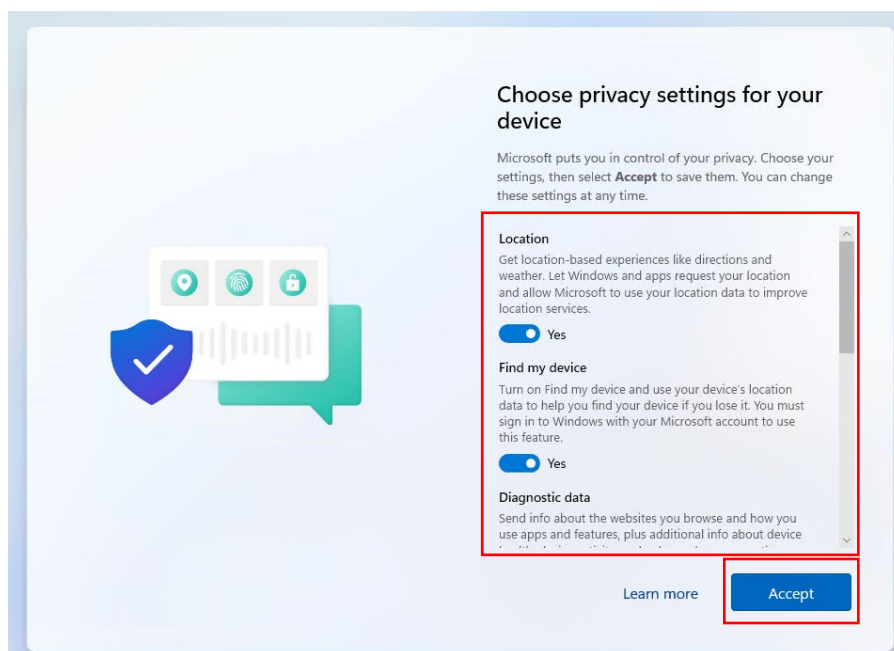 Choose privacy settings for your
device
Microsoft puts you in control of your privacy. Choose your
settings, then select Accept to save them. You can change
these settings at any time.
Location
Get location-based experiences like directions and
weather. Let Windows and apps request your location
and allow Microsoft to use your location data to improve
location services.
Yes
Find my device
Turn on Find my device and use your device's location
data to help you find your device if you lose it. You must
sign in to Windows with your Microsoft account to use
this feature.
Yes
Diagnostic data
Send info about the websites you browse and how you
use apps and features, plus additional info about device
Learn more
Accept